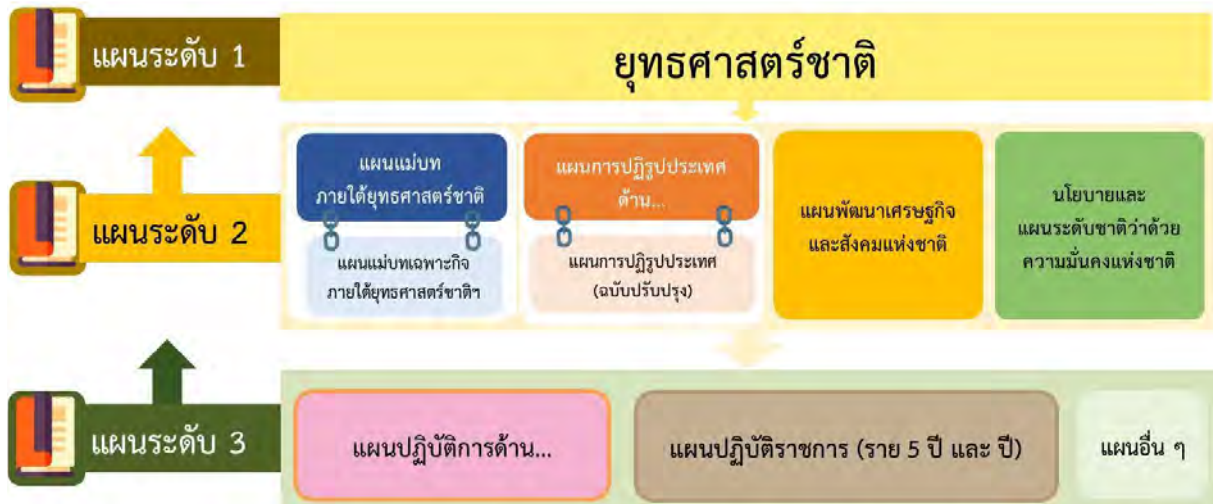 แผนระดับ 1
ยุทธศาสตร์ชาติ
แผนระดับ 2
แผนแม่บท
ภายใต้ยุทธศาสตร์ชาติ
แผนแม่บทเฉพาะกิจ
ภายใต้ยุทธศาสตร์ชาติฯ
แผนการปฏิรูปประเทศ
ด้าน...
แผนการปฏิรูปประเทศ
(ฉบับปรับปรุง)
แผนพัฒนาเศรษฐกิจ
และสังคมแห่งชาติ
นโยบายและ
แผนระดับชาติว่าด้วย
ความมั่นคงแห่งชาติ
แผนระดับ 3
แผนปฏิบัติการด้าน...
แผนปฏิบัติราชการ (ราย 5 ปี และ ปี)
แผนอื่น ๆ